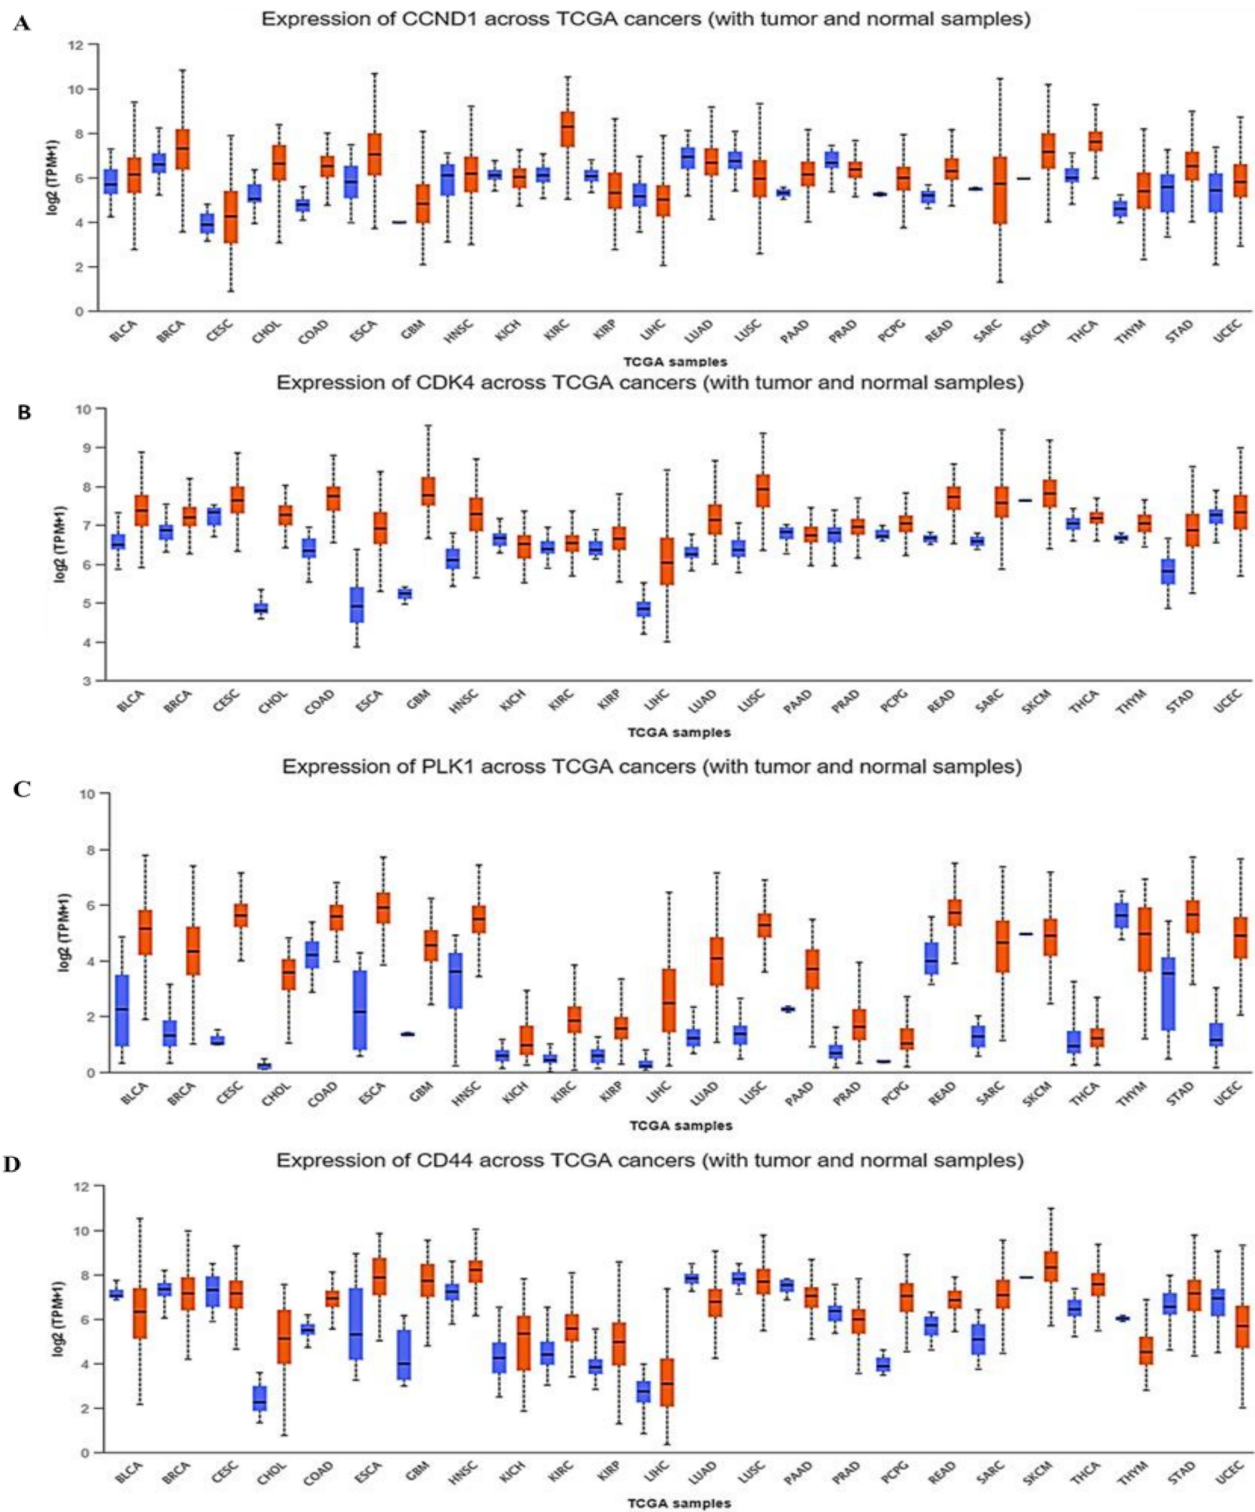 A
Expression of CCND1 across TCGA cancers (with tumor and normal samples)
log2 (TPM+1)
12
10
8
6
4
2
0
BLCA BRCA CESC CHOL COAD ESCA GBM HNSC KICH KIRC KIRP LIHC LUAD LUSC PAAD PRAD PCPG READ SARC SKCM THCA THYM STAD UCEC
TCGA samples
B
Expression of CDK4 across TCGA cancers (with tumor and normal samples)
log2 (TPM+1)
10
9
8
7
6
5
4
3
BLCA BRCA CESC CHOL COAD ESCA GBM HNSC KICH KIRC KIRP LIHC LUAD LUSC PAAD PRAD PCPG READ SARC SKCM THCA THYM STAD UCEC
TCGA samples
C
Expression of PLK1 across TCGA cancers (with tumor and normal samples)
log2 (TPM+1)
10
8
6
4
2
0
BLCA BRCA CESC CHOL COAD ESCA GBM HNSC KICH KIRC KIRP LIHC LUAD LUSC PAAD PRAD PCPG READ SARC SKCM THCA THYM STAD UCEC
TCGA samples
D
Expression of CD44 across TCGA cancers (with tumor and normal samples)
log2 (TPM+1)
12
10
8
6
4
2
0
BLCA BRCA CESC CHOL COAD ESCA GBM HNSC KICH KIRC KIRP LIHC LUAD LUSC PAAD PRAD PCPG READ SARC SKCM THCA THYM STAD UCEC
TCGA samples